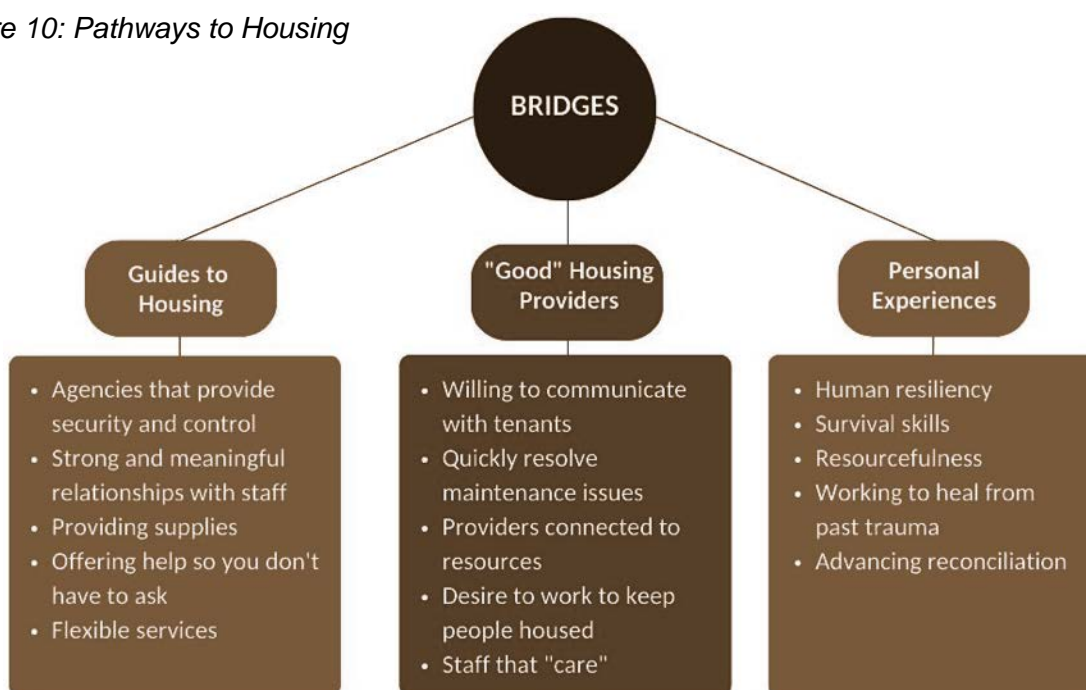 re 10: Pathways to Housing
BRIDGES
Guides to
Housing
• Agencies that provide
security and control
• Strong and meaningful
relationships with staff
• Providing supplies
• Offering help so you don't
have to ask
• Flexible services
"Good" Housing
Providers
• Willing to communicate
with tenants
• Quickly resolve
maintenance issues
• Providers connected to
resources
• Desire to work to keep
people housed
• Staff that "care"
Personal
Experiences
• Human resiliency
• Survival skills
• Resourcefulness
• Working to heal from
past trauma
• Advancing reconciliation